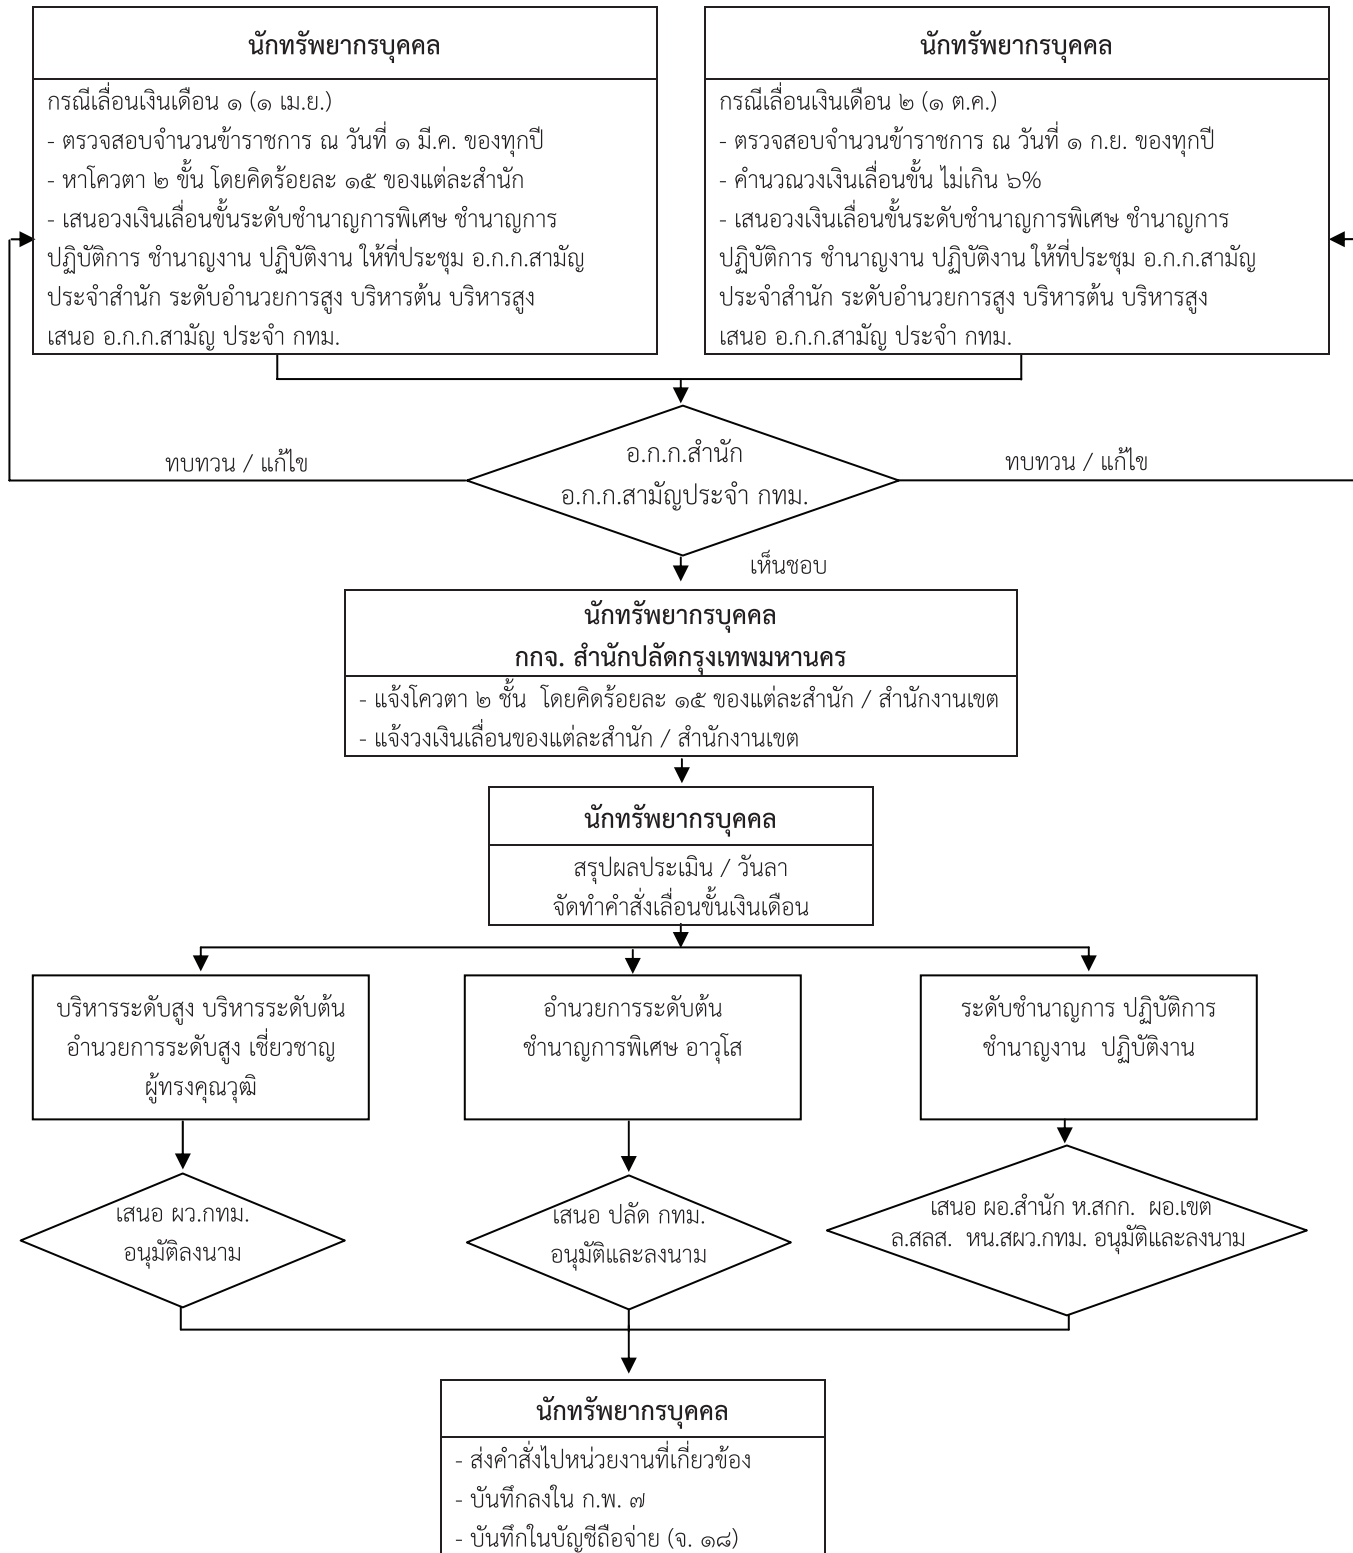 นักทรัพยากรบุคคล
กรณีเลื่อนเงินเดือน ๑ (๑ เม.ย.)
- ตรวจสอบจำนวนข้าราชการ ณ วันที่ ๑ มี.ค. ของทุกปี
- หาโควตา ๒ ขั้น โดยคิดร้อยละ ๑๕ ของแต่ละสำนัก
- เสนอวงเงินเลื่อนขั้นระดับชำนาญการพิเศษ ชำนาญการ
ปฏิบัติการ ชำนาญงาน ปฏิบัติงาน ให้ที่ประชุม อ.ก.ก.สามัญ
ประจำสำนัก ระดับอำนวยการสูง บริหารต้น บริหารสูง
เสนอ อ.ก.ก.สามัญ ประจำ กทม.
นักทรัพยากรบุคคล
กรณีเลื่อนเงินเดือน ๒ (๑ ต.ค.)
- ตรวจสอบจำนวนข้าราชการ ณ วันที่ ๑ ก.ย. ของทุกปี
- คำนวณวงเงินเลื่อนขั้น ไม่เกิน ๖%
- เสนอวงเงินเลื่อนขั้นระดับชำนาญการพิเศษ ชำนาญการ
ปฏิบัติการ ชำนาญงาน ปฏิบัติงาน ให้ที่ประชุม อ.ก.ก.สามัญ
ประจำสำนัก ระดับอำนวยการสูง บริหารต้น บริหารสูง
เสนอ อ.ก.ก.สามัญ ประจำ กทม.
ทบทวน / แก้ไข
อ.ก.ก.สำนัก
อ.ก.ก.สามัญประจำ กทม.
ทบทวน / แก้ไข
เห็นชอบ
นักทรัพยากรบุคคล
กกจ. สำนักปลัดกรุงเทพมหานคร
- แจ้งโควตา ๒ ชั้น  โดยคิดร้อยละ ๑๕ ของแต่ละสำนัก / สำนักงานเขต
- แจ้งวงเงินเลื่อนของแต่ละสำนัก / สำนักงานเขต
นักทรัพยากรบุคคล
สรุปผลประเมิน / วันลา
จัดทำคำสั่งเลื่อนขั้นเงินเดือน
บริหารระดับสูง บริหารระดับต้น
อำนวยการระดับสูง เชี่ยวชาญ
ผู้ทรงคุณวุฒิ
อำนวยการระดับต้น
ชำนาญการพิเศษ อาวุโส
ระดับชำนาญการ ปฏิบัติการ
ชำนาญงาน  ปฏิบัติงาน
เสนอ ผว.กทม.
อนุมัติลงนาม
เสนอ ปลัด กทม.
อนุมัติและลงนาม
เสนอ ผอ.สำนัก ห.สกก.  ผอ.เขต
ล.สลส.  หน.สผว.กทม. อนุมัติและลงนาม
นักทรัพยากรบุคคล
- ส่งคำสั่งไปหน่วยงานที่เกี่ยวข้อง
- บันทึกลงใน ก.พ. ๗
- บันทึกในบัญชีถือจ่าย (จ. ๑๘)